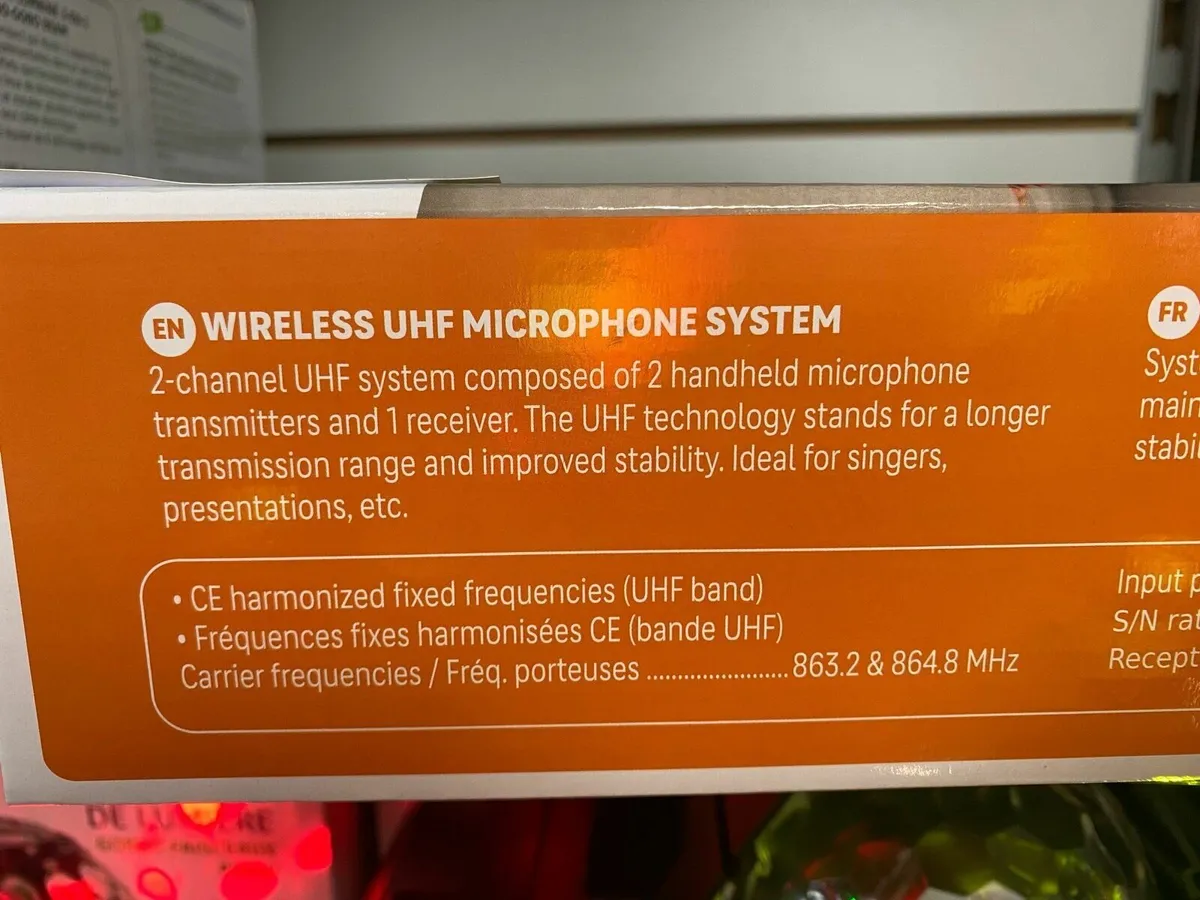 EN WIRELESS UHF MICROPHONE SYSTEM
2-channel UHF system composed of 2 handheld microphone
transmitters and 1 receiver. The UHF technology stands for a longer
transmission range and improved stability. Ideal for singers,
presentations, etc.
• CE harmonized fixed frequencies (UHF band)
• Fréquences fixes harmonisées CE (bande UHF)
Carrier frequencies / Fréq. porteuses ....................... 863.2 & 864.8 MHz
FR
Syst
main
stabil
Input p
S/N rat
Recept